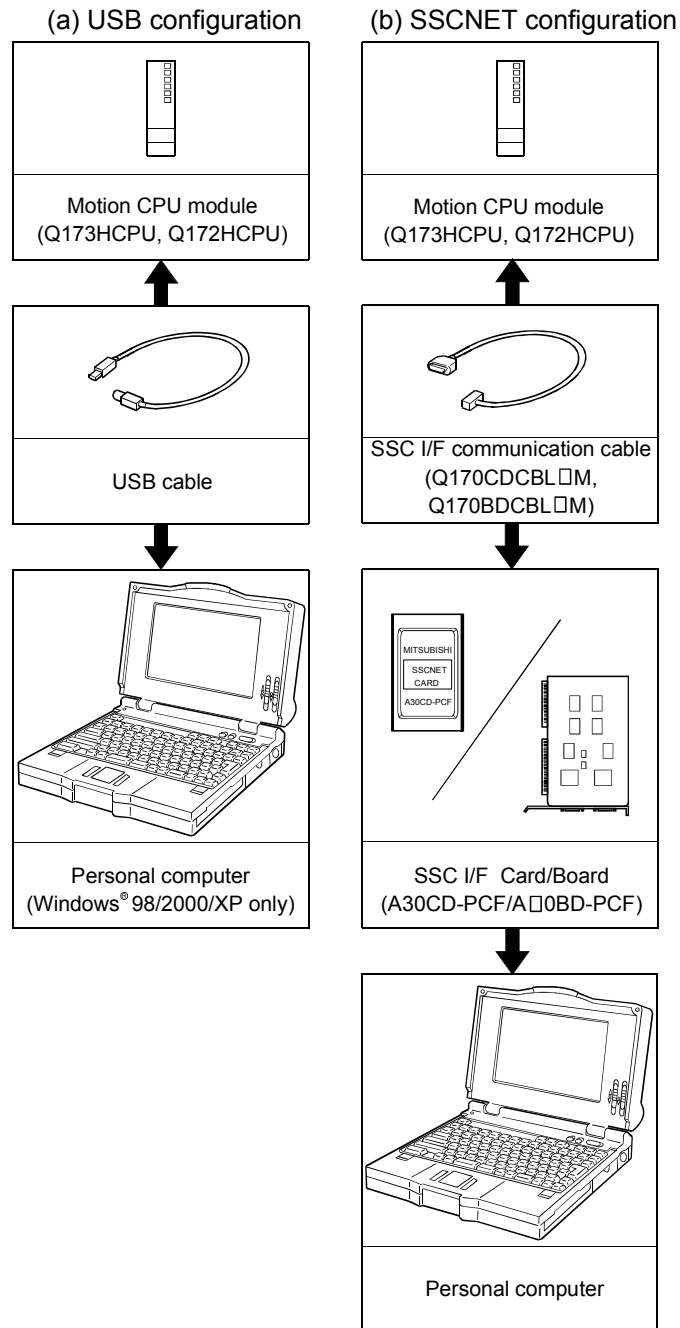 (a) USB configuration
Motion CPU module
(Q173HCPU, Q172HCPU)
USB cable
Personal computer
(Windows® 98/2000/XP only)
(b) SSCNET configuration
Motion CPU module
(Q173HCPU, Q172HCPU)
SSC I/F communication cable
(Q170CDCBL□M,
Q170BDCBL□M)
MITSUBISHI
SSCNET
CARD
A30CD-PCF
SSC I/F Card/Board
(A30CD-PCF/A□0BD-PCF)
Personal computer